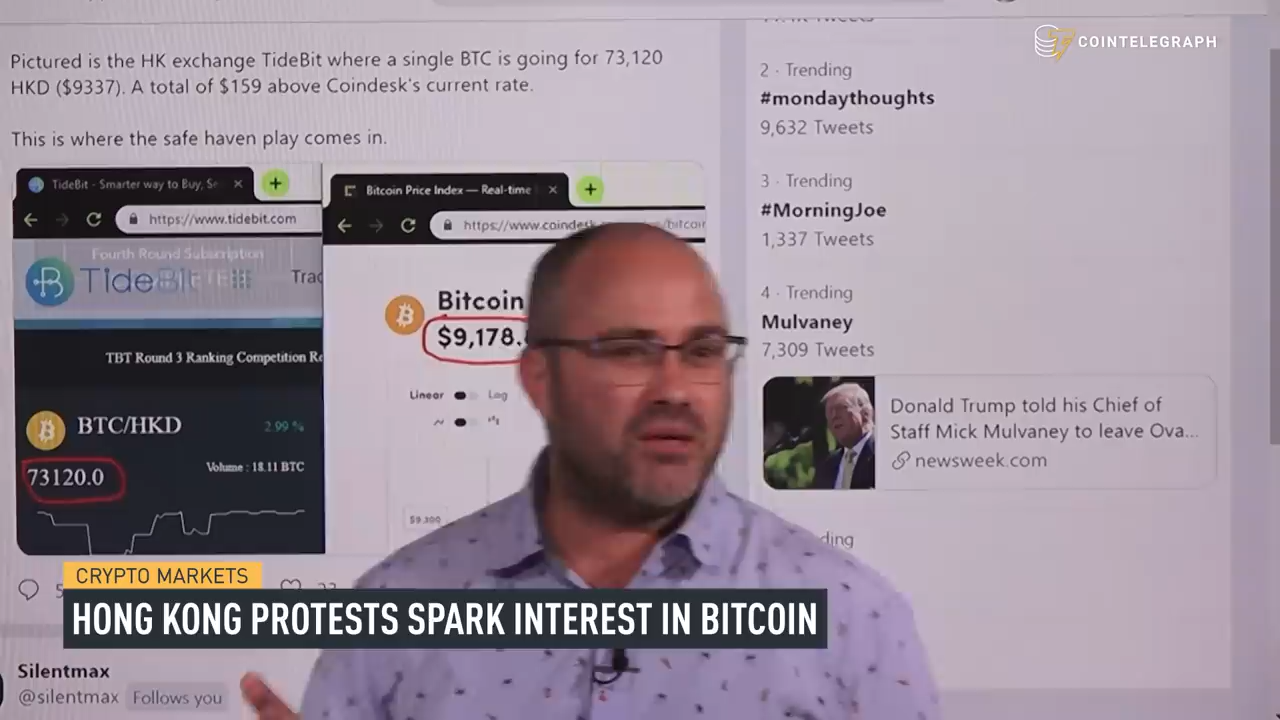 COINTELEGRAPH
Pictured is the HK exchange TideBit where a single BTC is going for 73,120
HKD ($9337). A total of $159 above Coindesk's current rate.
This is where the safe haven play comes in.
TideBit - Smarter way to Buy, Se
https://www.tidebit.com
Fourth Round Subscription
TideBit
Trad
TBT Round 3 Ranking Competition Re
BTC/HKD
2.99 %
73120.0
Volume : 18.11 BTC
Bitcoin Price Index — Real-time
https://www.coindesk
/bitcoin
Bitcoin
$9,178.
Linear
Log
$9,300
2 · Trending
#mondaythoughts
9,632 Tweets
3 · Trending
#MorningJoe
1,337 Tweets
4 · Trending
Mulvaney
7,309 Tweets
Donald Trump told his Chief of
Staff Mick Mulvaney to leave Ova...
newsweek.com
ding
CRYPTO MARKETS
HONG KONG PROTESTS SPARK INTEREST IN BITCOIN
Silentmax
@silentmax Follows you